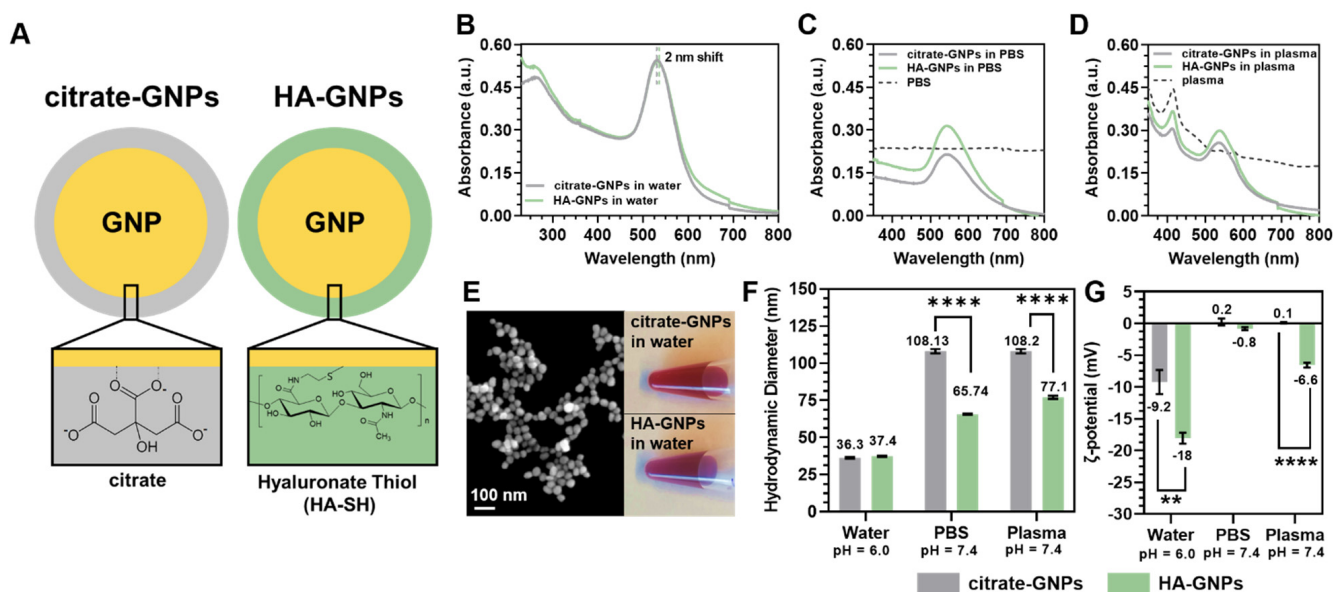 A
citrate-GNPs
HA-GNPs
GNP
GNP
O
O-
O
-O
O
O-
OH
HN
S
O
HO
OH
O
HO
O
HO
O
NH
O
CH3
n
citrate
Hyaluronate Thiol
(HA-SH)
B
Absorbance (a.u.)
0.60
0.45
0.30
0.15
0.00
2 nm shift
citrate-GNPs in water
HA-GNPs in water
300
400
500
600
700
800
Wavelength (nm)
C
Absorbance (a.u.)
0.60
0.45
0.30
0.15
0.00
citrate-GNPs in PBS
HA-GNPs in PBS
PBS
400
500
600
700
800
Wavelength (nm)
D
Absorbance (a.u.)
0.60
0.45
0.30
0.15
0.00
citrate-GNPs in plasma
HA-GNPs in plasma
plasma
400
500
600
700
800
Wavelength (nm)
E
100 nm
citrate-GNPs
in water
HA-GNPs
in water
F
Hydrodynamic Diameter (nm)
150
125
100
75
50
25
0
36.3
37.4
108.13
65.74
****
108.2
77.1
****
Water
pH = 6.0
PBS
pH = 7.4
Plasma
pH = 7.4
G
ζ-potential (mV)
5
0
-5
-10
-15
-20
-25
-30
-9.2
-18
**
0.2
-0.8
0.1
-6.6
****
Water
pH = 6.0
PBS
pH = 7.4
Plasma
pH = 7.4
citrate-GNPs
HA-GNPs